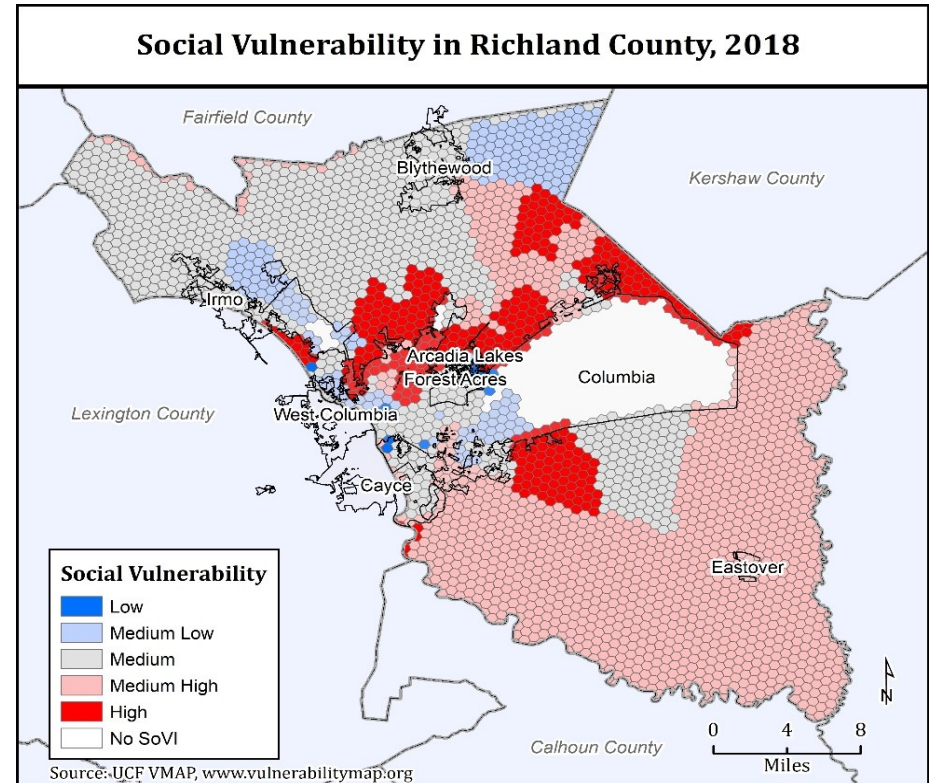 Social Vulnerability in Richland County, 2018
Fairfield County
Blythewood
Kershaw County
Irmo
Arcadia Lakes
Forest Acres
Columbia
Lexington County
West Columbia
Cayce
Eastover
Social Vulnerability
Low
Medium Low
Medium
Medium High
High
No SoVI
N
0 4 8
Miles
Calhoun County
Source: UCF VMAP, www.vulnerabilitymap.org